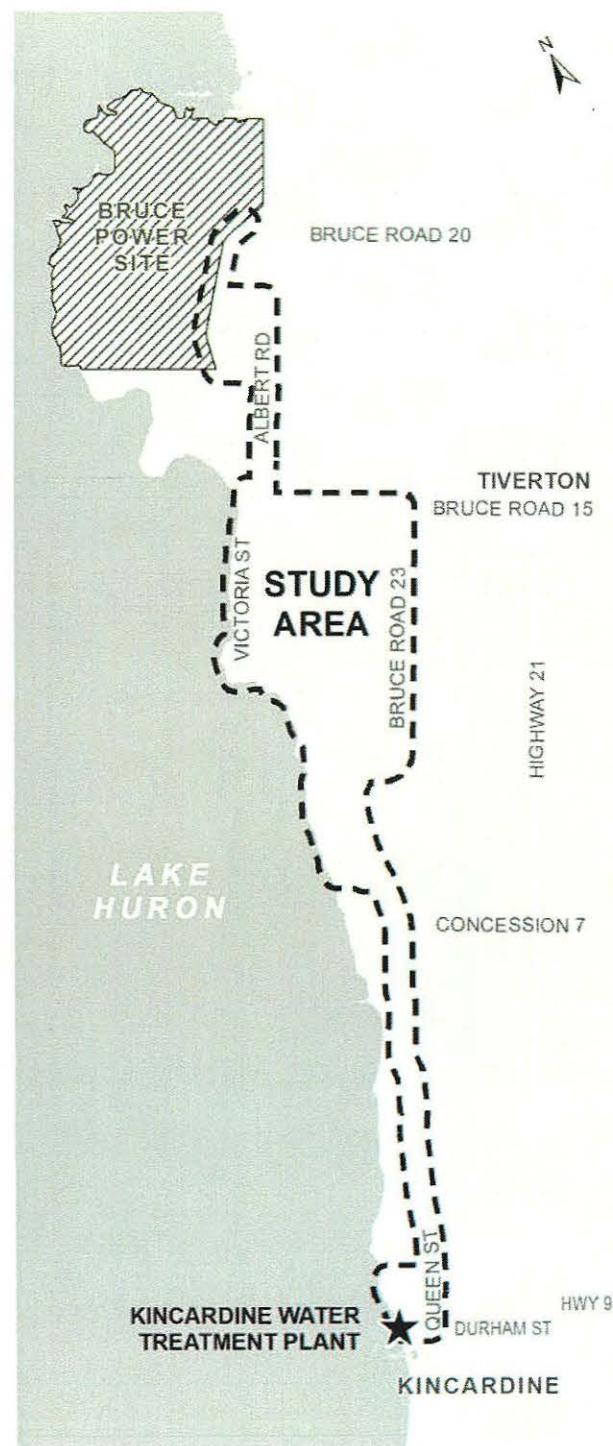 N
BRUCE
POWER
SITE
BRUCE ROAD 20
ALBERT RD
TIVERTON
BRUCE ROAD 15
VICTORIA ST
STUDY
AREA
BRUCE ROAD 23
HIGHWAY 21
LAKE
HURON
CONCESSION 7
QUEEN ST
HWY 9
KINCARDINE WATER
TREATMENT PLANT
DURHAM ST
KINCARDINE